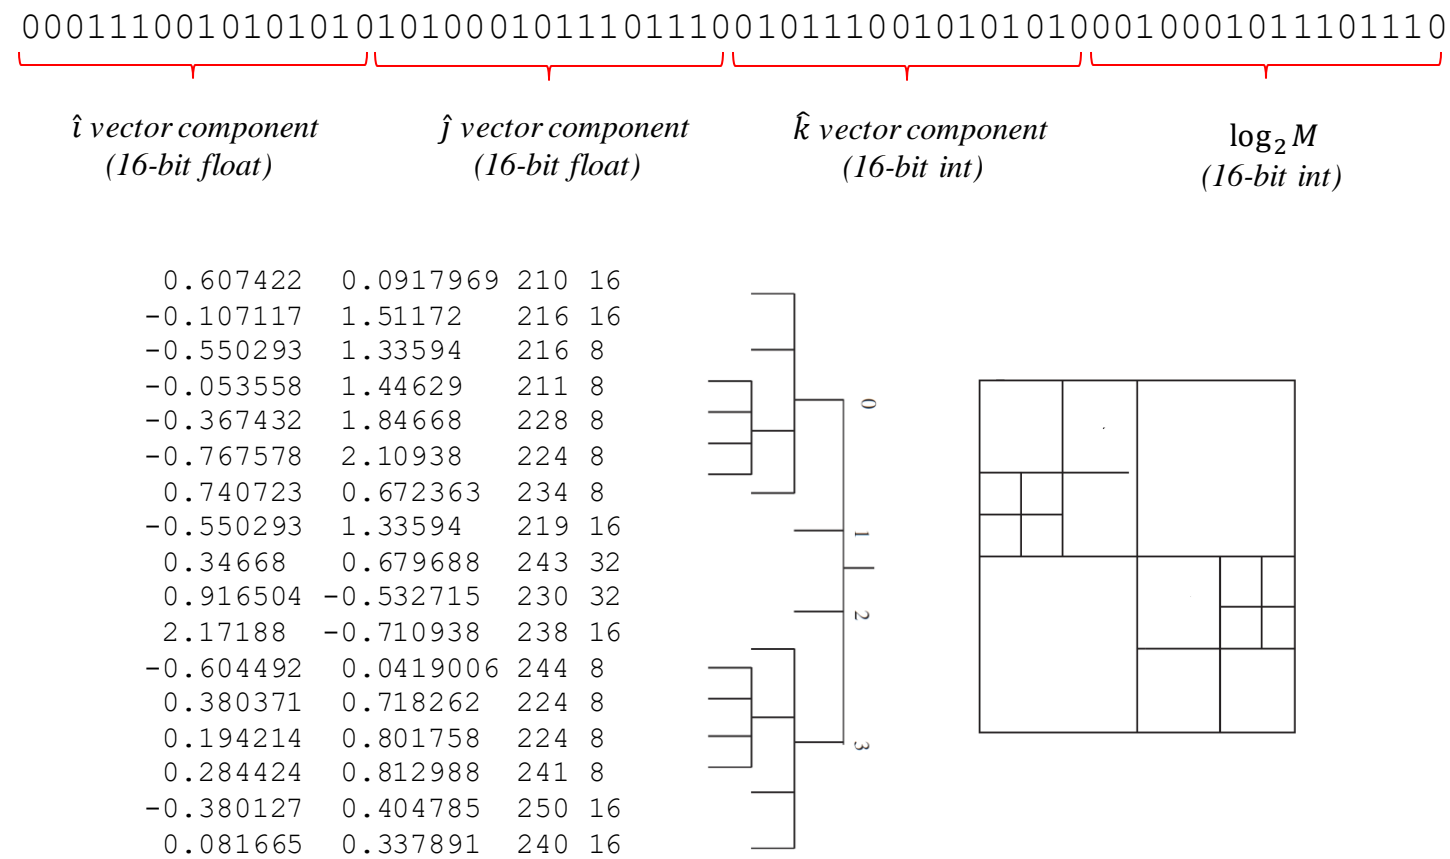 0001110010101010101000101110111001011100101010100010001011101110
î vector component
(16-bit float)
ĵ vector component
(16-bit float)
k̂ vector component
(16-bit int)
log₂ M
(16-bit int)
0.607422 0.0917969 210 16
-0.107117 1.51172 216 16
-0.550293 1.33594 216 8
-0.053558 1.44629 211 8
-0.367432 1.84668 228 8
-0.767578 2.10938 224 8
0.740723 0.672363 234 8
-0.550293 1.33594 219 16
0.34668 0.679688 243 32
0.916504 -0.532715 230 32
2.17188 -0.710938 238 16
-0.604492 0.0419006 244 8
0.380371 0.718262 224 8
0.194214 0.801758 224 8
0.284424 0.812988 241 8
-0.380127 0.404785 250 16
0.081665 0.337891 240 16
0
1
2
3